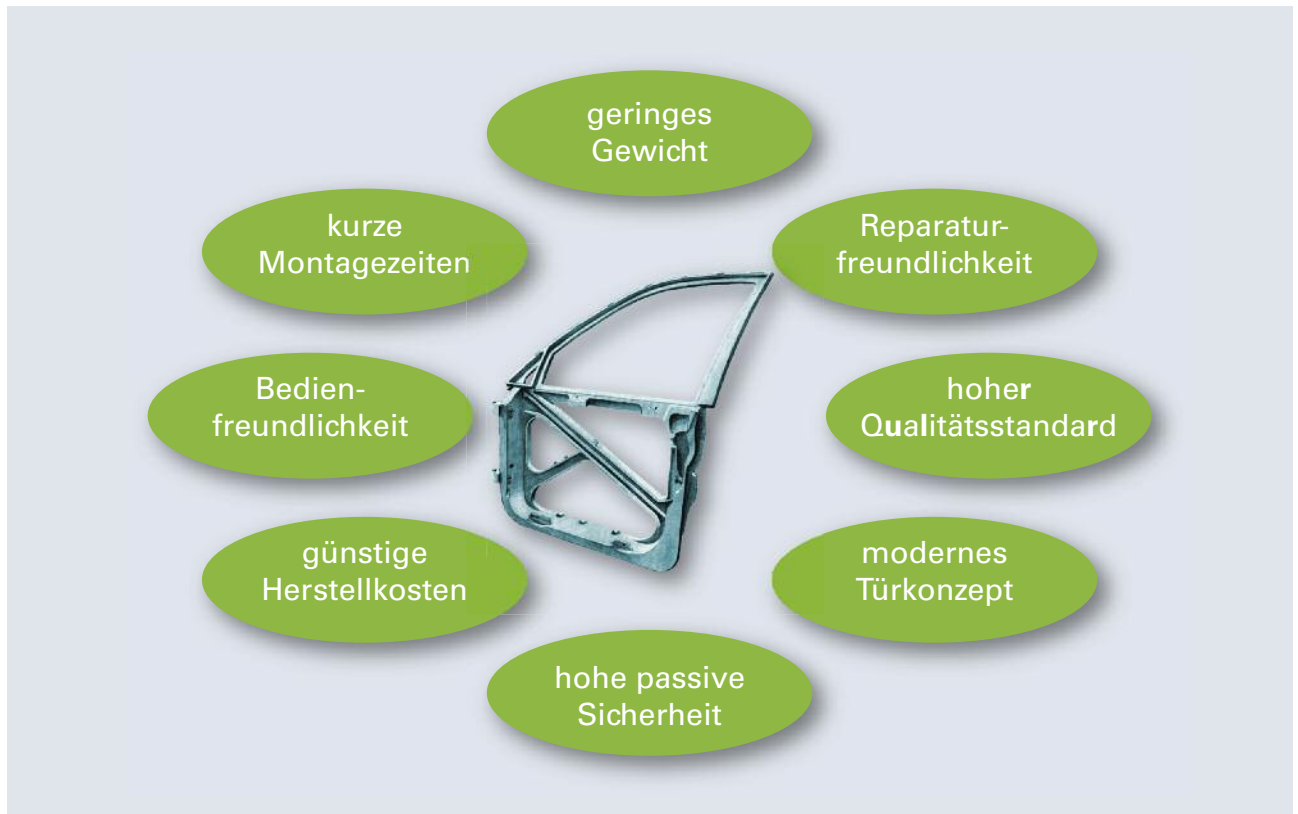 geringes
Gewicht
kurze
Montagezeiten
Reparatur-
freundlichkeit
Bedien-
freundlichkeit
hoher
Qualitätsstandard
günstige
Herstellkosten
modernes
Türkonzept
hohe passive
Sicherheit